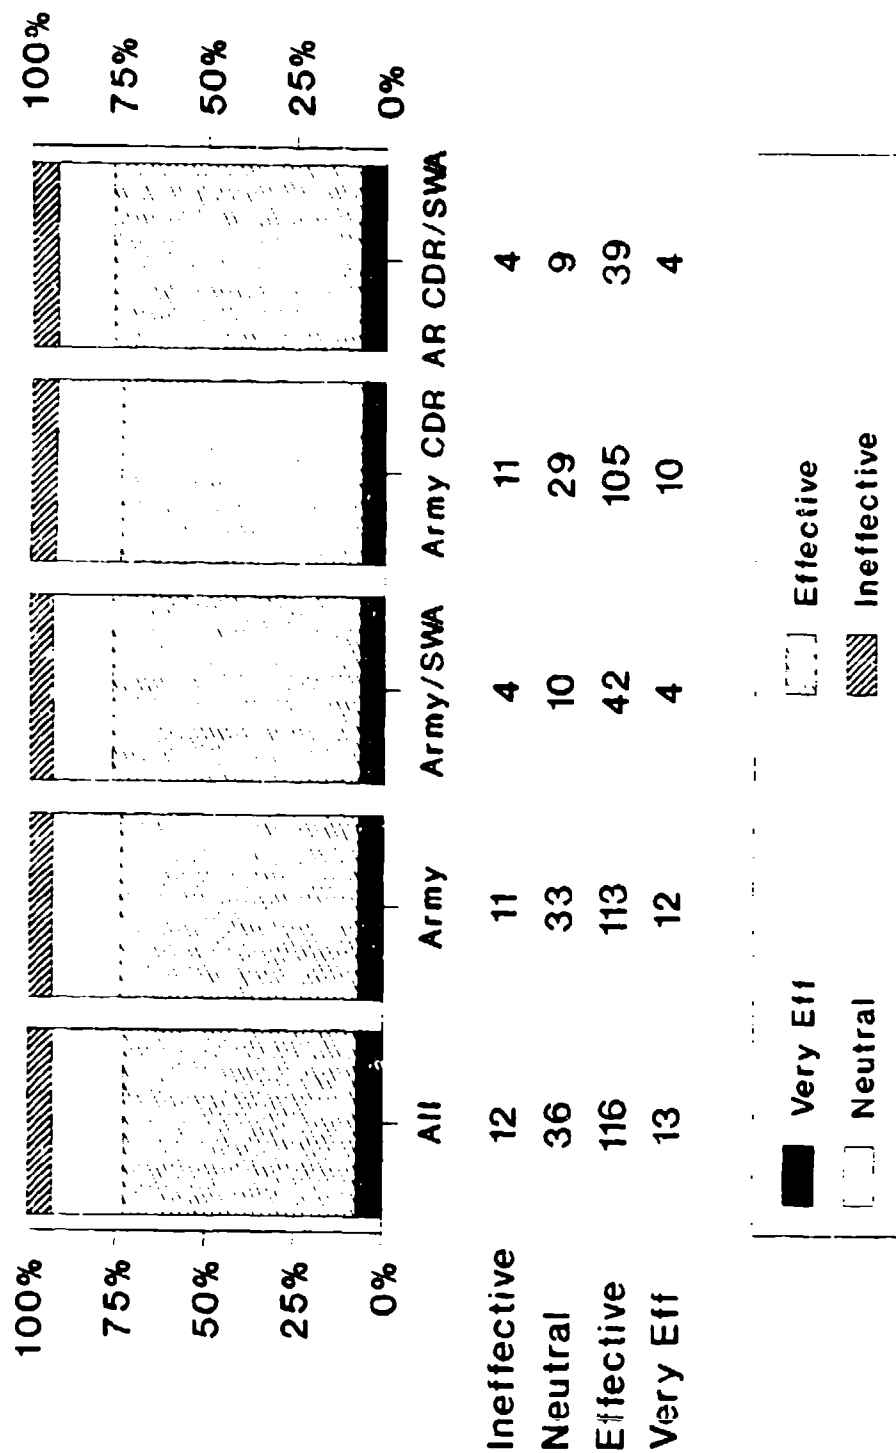 100% 100%
75% 75%
50% 50%
25% 25%
0% 0%
All Army Army/SWA Army CDR AR CDR/SWA
Ineffective 12 11 4 11 4
Neutral 36 33 10 29 9
Effective 116 113 42 105 39
Very Eff 13 12 4 10 4
Very Eff Effective
Neutral Ineffective